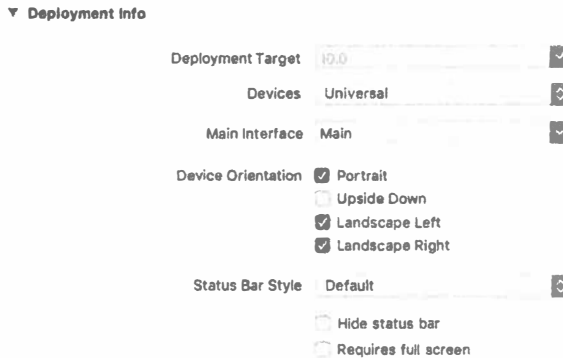 Deployment Info
Deployment Target 10.0
Devices Universal
Main Interface Main
Device Orientation Portrait
Upside Down
Landscape Left
Landscape Right
Status Bar Style Default
Hide status bar
Requires full screen